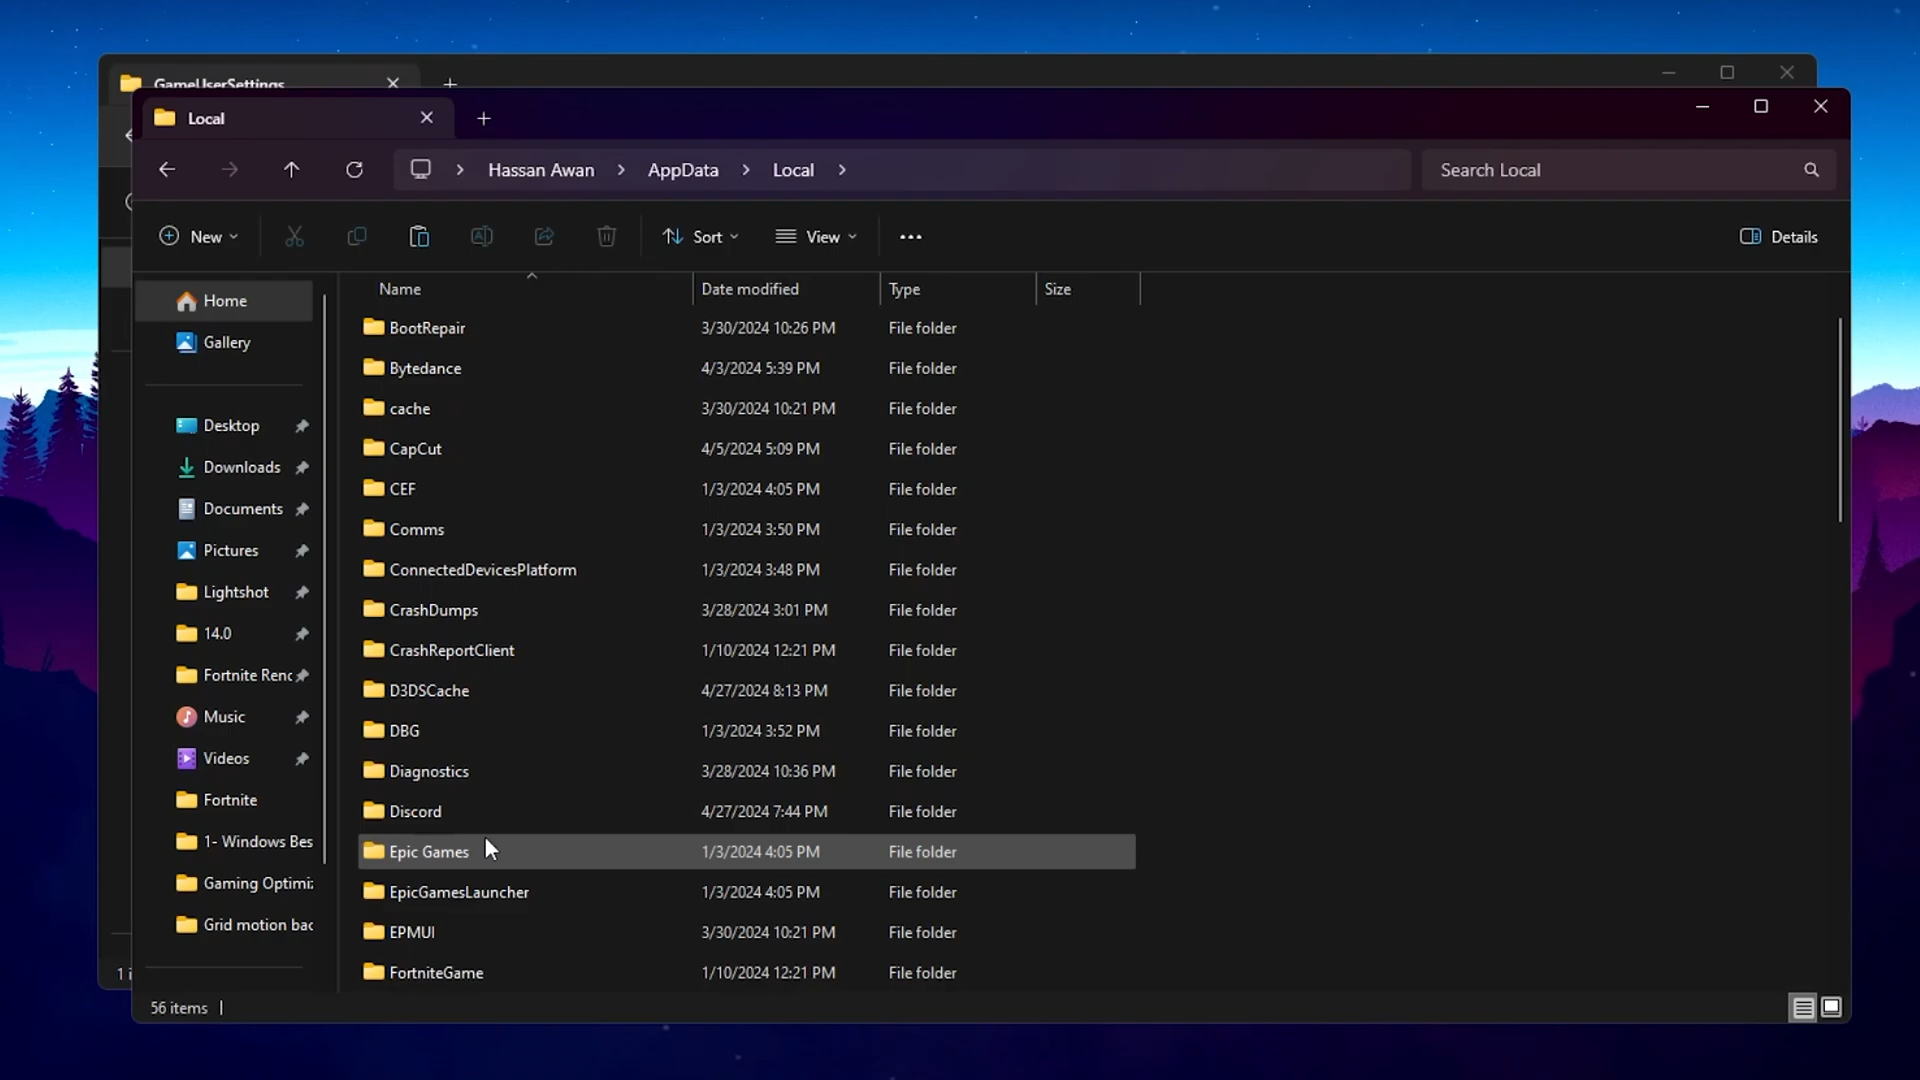 GameUserSettings
Local
Hassan Awan > AppData > Local >
Search Local
New
Sort
View
Details
Home
Gallery
Desktop
Downloads
Documents
Pictures
Lightshot
14.0
Fortnite Renc
Music
Videos
Fortnite
1- Windows Bes
Gaming Optimi
Grid motion bac
Name Date modified Type Size
BootRepair 3/30/2024 10:26 PM File folder
Bytedance 4/3/2024 5:39 PM File folder
cache 3/30/2024 10:21 PM File folder
CapCut 4/5/2024 5:09 PM File folder
CEF 1/3/2024 4:05 PM File folder
Comms 1/3/2024 3:50 PM File folder
ConnectedDevicesPlatform 1/3/2024 3:48 PM File folder
CrashDumps 3/28/2024 3:01 PM File folder
CrashReportClient 1/10/2024 12:21 PM File folder
D3DSCache 4/27/2024 8:13 PM File folder
DBG 1/3/2024 3:52 PM File folder
Diagnostics 3/28/2024 10:36 PM File folder
Discord 4/27/2024 7:44 PM File folder
Epic Games 1/3/2024 4:05 PM File folder
EpicGamesLauncher 1/3/2024 4:05 PM File folder
EPMUI 3/30/2024 10:21 PM File folder
FortniteGame 1/10/2024 12:21 PM File folder
1 i
56 items